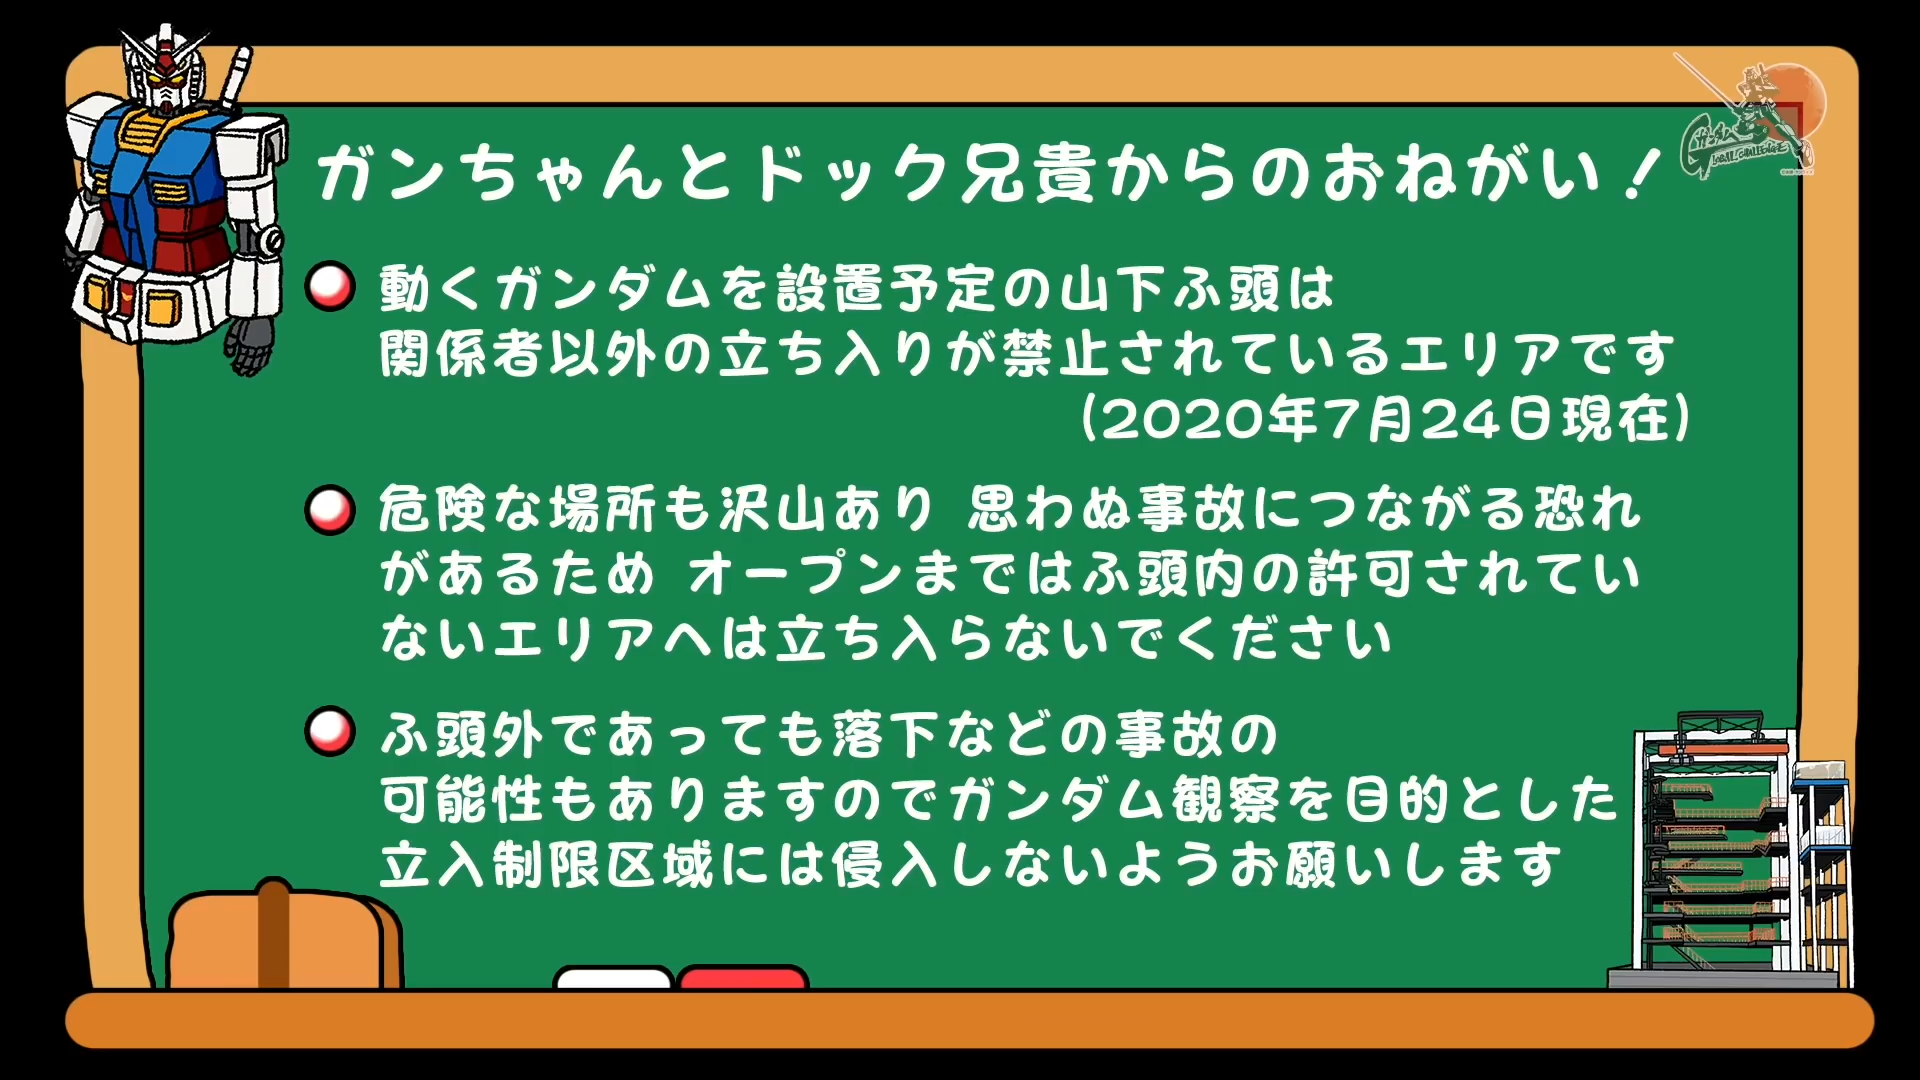 ガンちゃんとドック兄貴からのおねがい！
動くガンダムを設置予定の山下ふ頭は
関係者以外の立ち入りが禁止されているエリアです
(2020年7月24日現在)
危険な場所も沢山あり 思わぬ事故につながる恐れ
があるため オープンまではふ頭内の許可されてい
ないエリアへは立ち入らないでください
ふ頭外であっても落下などの事故の
可能性もありますのでガンダム観察を目的とした
立入制限区域には侵入しないようお願いします
ガンダム
GLOBAL CHALLENGE